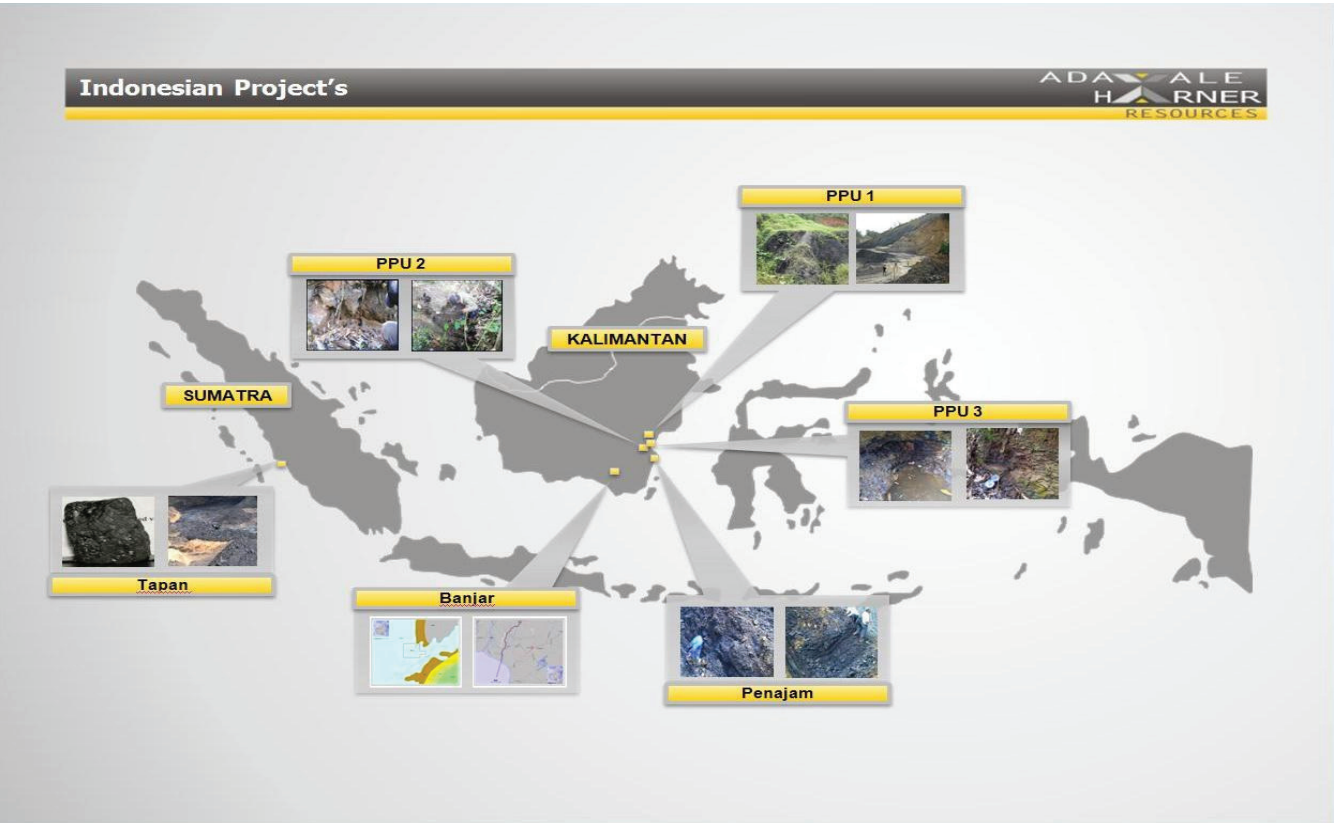 Indonesian Project's
ADAVALE
HARNER
RESOURCES
PPU 1
PPU 2
KALIMANTAN
SUMATRA
PPU 3
Tapan
Banjar
Penajam